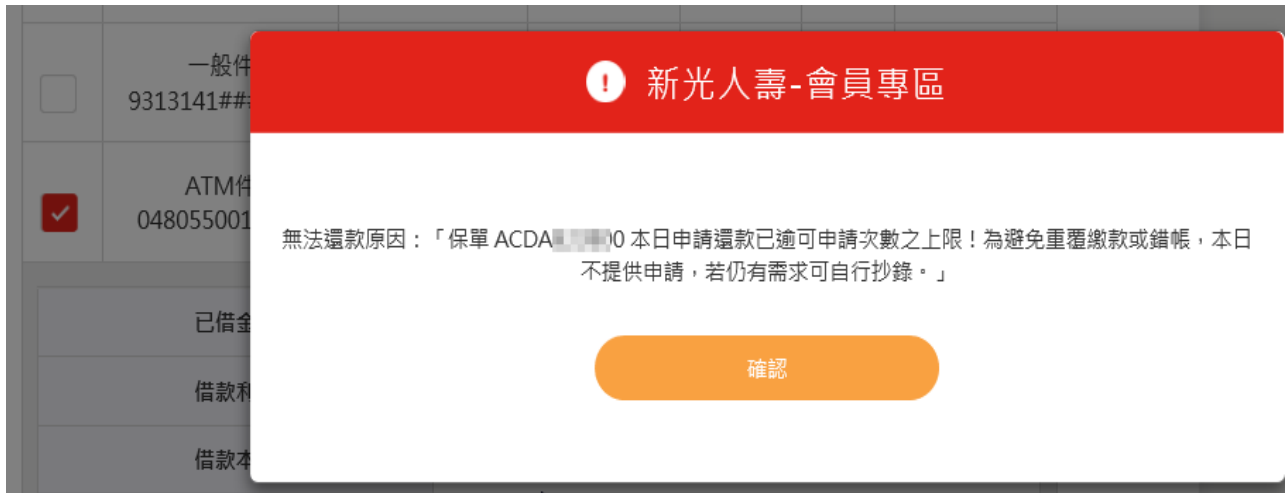 一般件
9313141##
ATM件
048055001
已借金
借款利
借款本
! 新光人壽-會員專區
無法還款原因：「保單 ACDA 00 本日申請還款已逾可申請次數之上限！為避免重覆繳款或錯帳，本日
不提供申請，若仍有需求可自行抄錄。」
確認